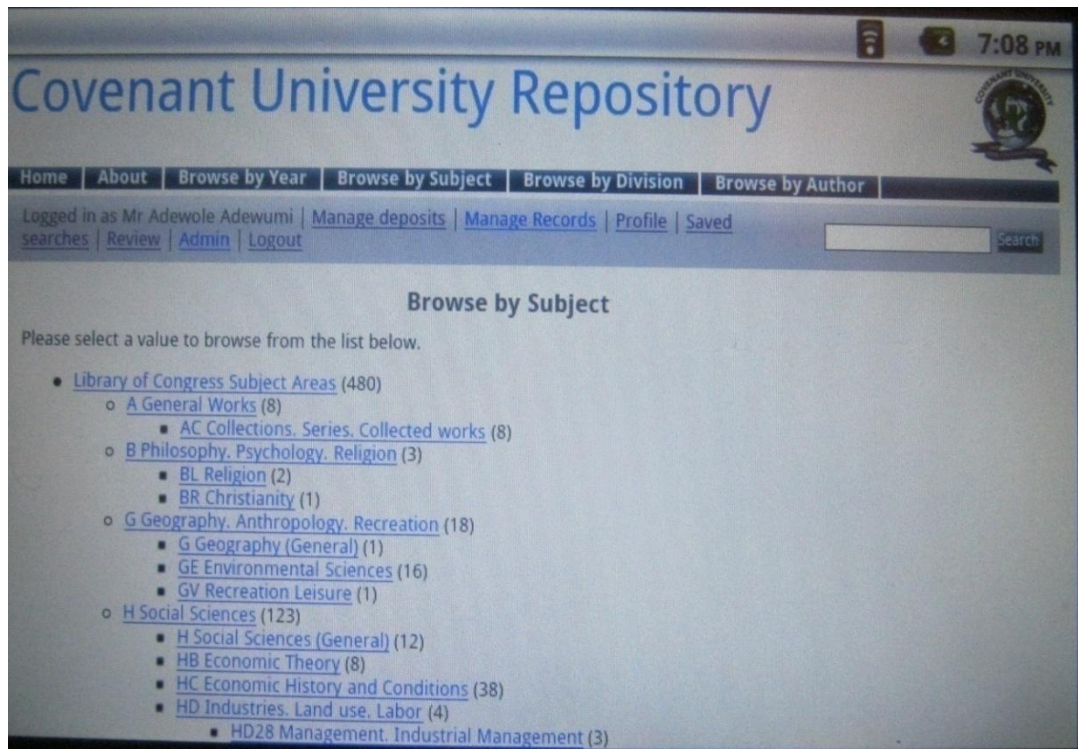 7:08 PM
Covenant University Repository
COVENANT UNIVERSITY
Home | About | Browse by Year | Browse by Subject | Browse by Division | Browse by Author |
Logged in as Mr Adewole Adewumi | Manage deposits | Manage Records | Profile | Saved
searches | Review | Admin | Logout
Search
Browse by Subject
Please select a value to browse from the list below.
• Library of Congress Subject Areas (480)
o A General Works (8)
▪ AC Collections. Series. Collected works (8)
o B Philosophy. Psychology. Religion (3)
▪ BL Religion (2)
▪ BR Christianity (1)
o G Geography. Anthropology. Recreation (18)
▪ G Geography (General) (1)
▪ GE Environmental Sciences (16)
▪ GV Recreation Leisure (1)
o H Social Sciences (123)
▪ H Social Sciences (General) (12)
▪ HB Economic Theory (8)
▪ HC Economic History and Conditions (38)
▪ HD Industries. Land use. Labor (4)
▪ HD28 Management. Industrial Management (3)